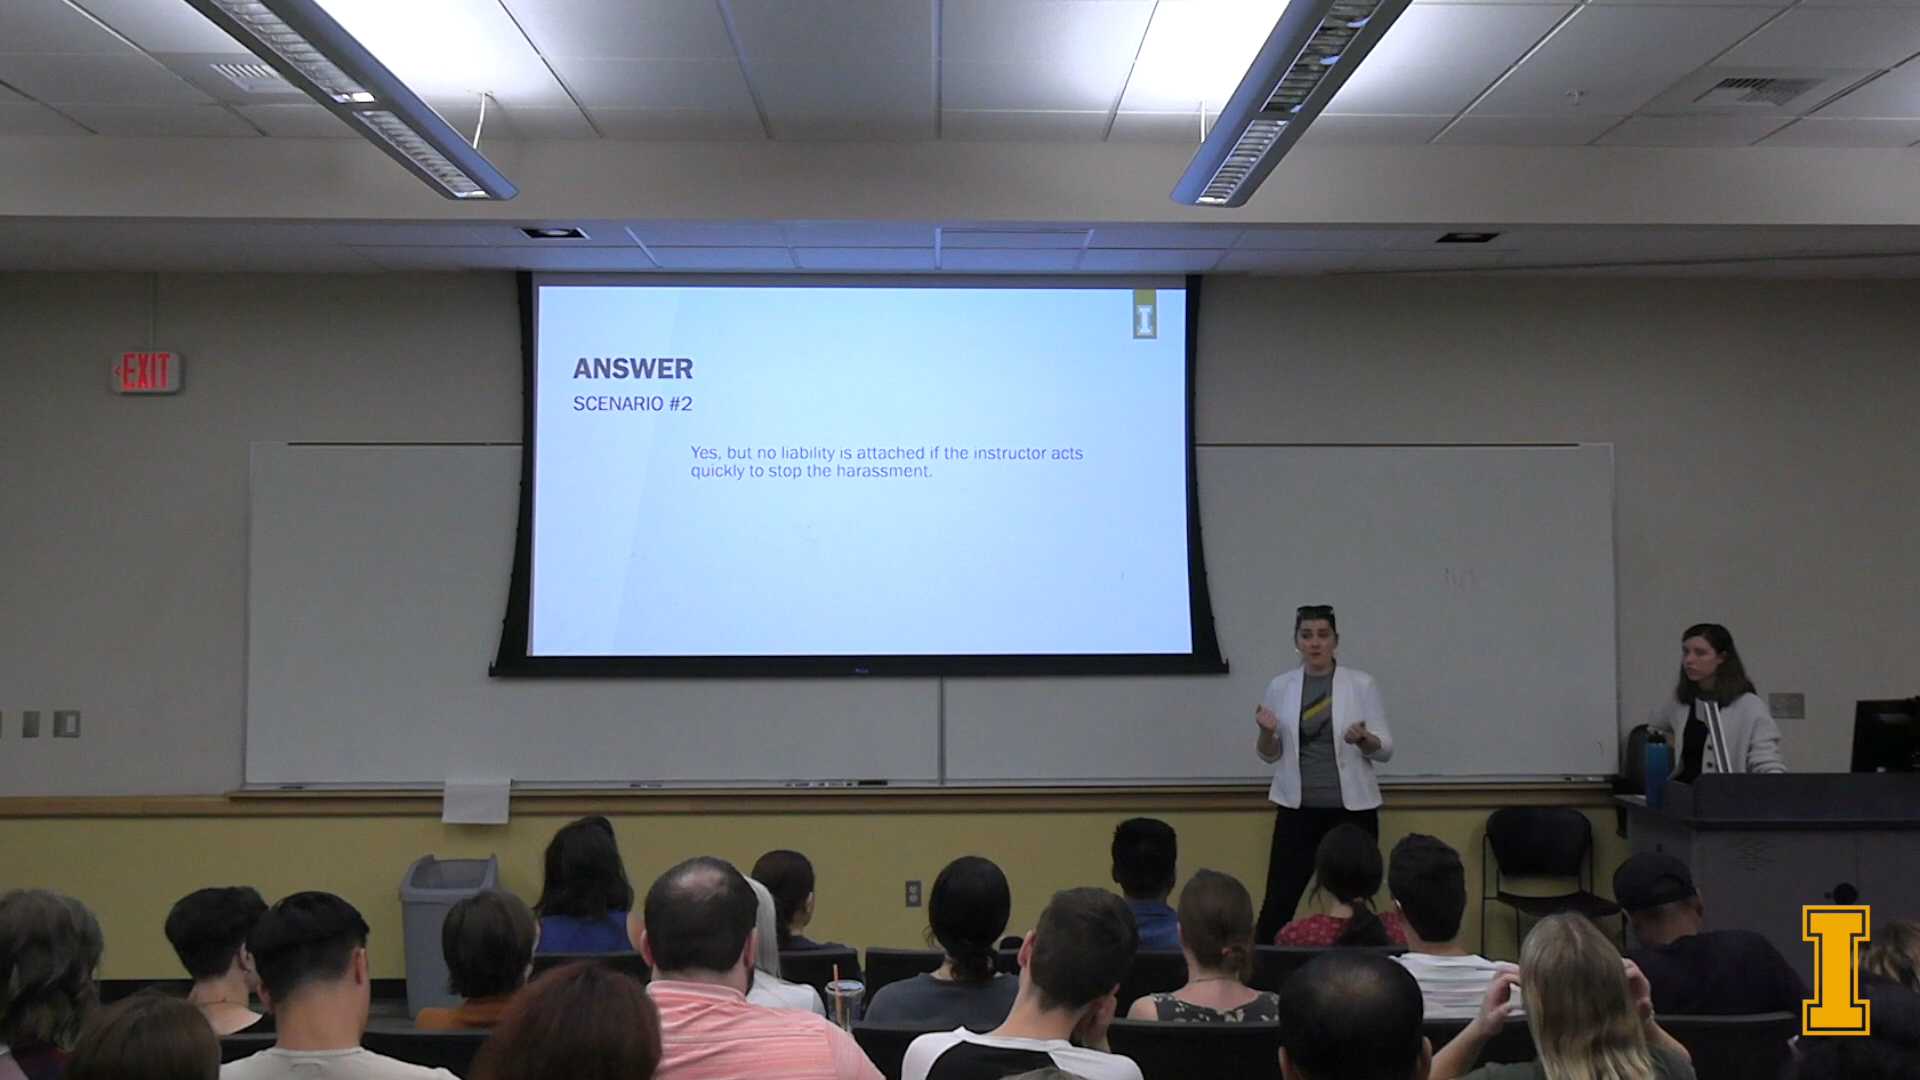 EXIT
I
ANSWER
SCENARIO #2
Yes, but no liability is attached if the instructor acts
quickly to stop the harassment.
I